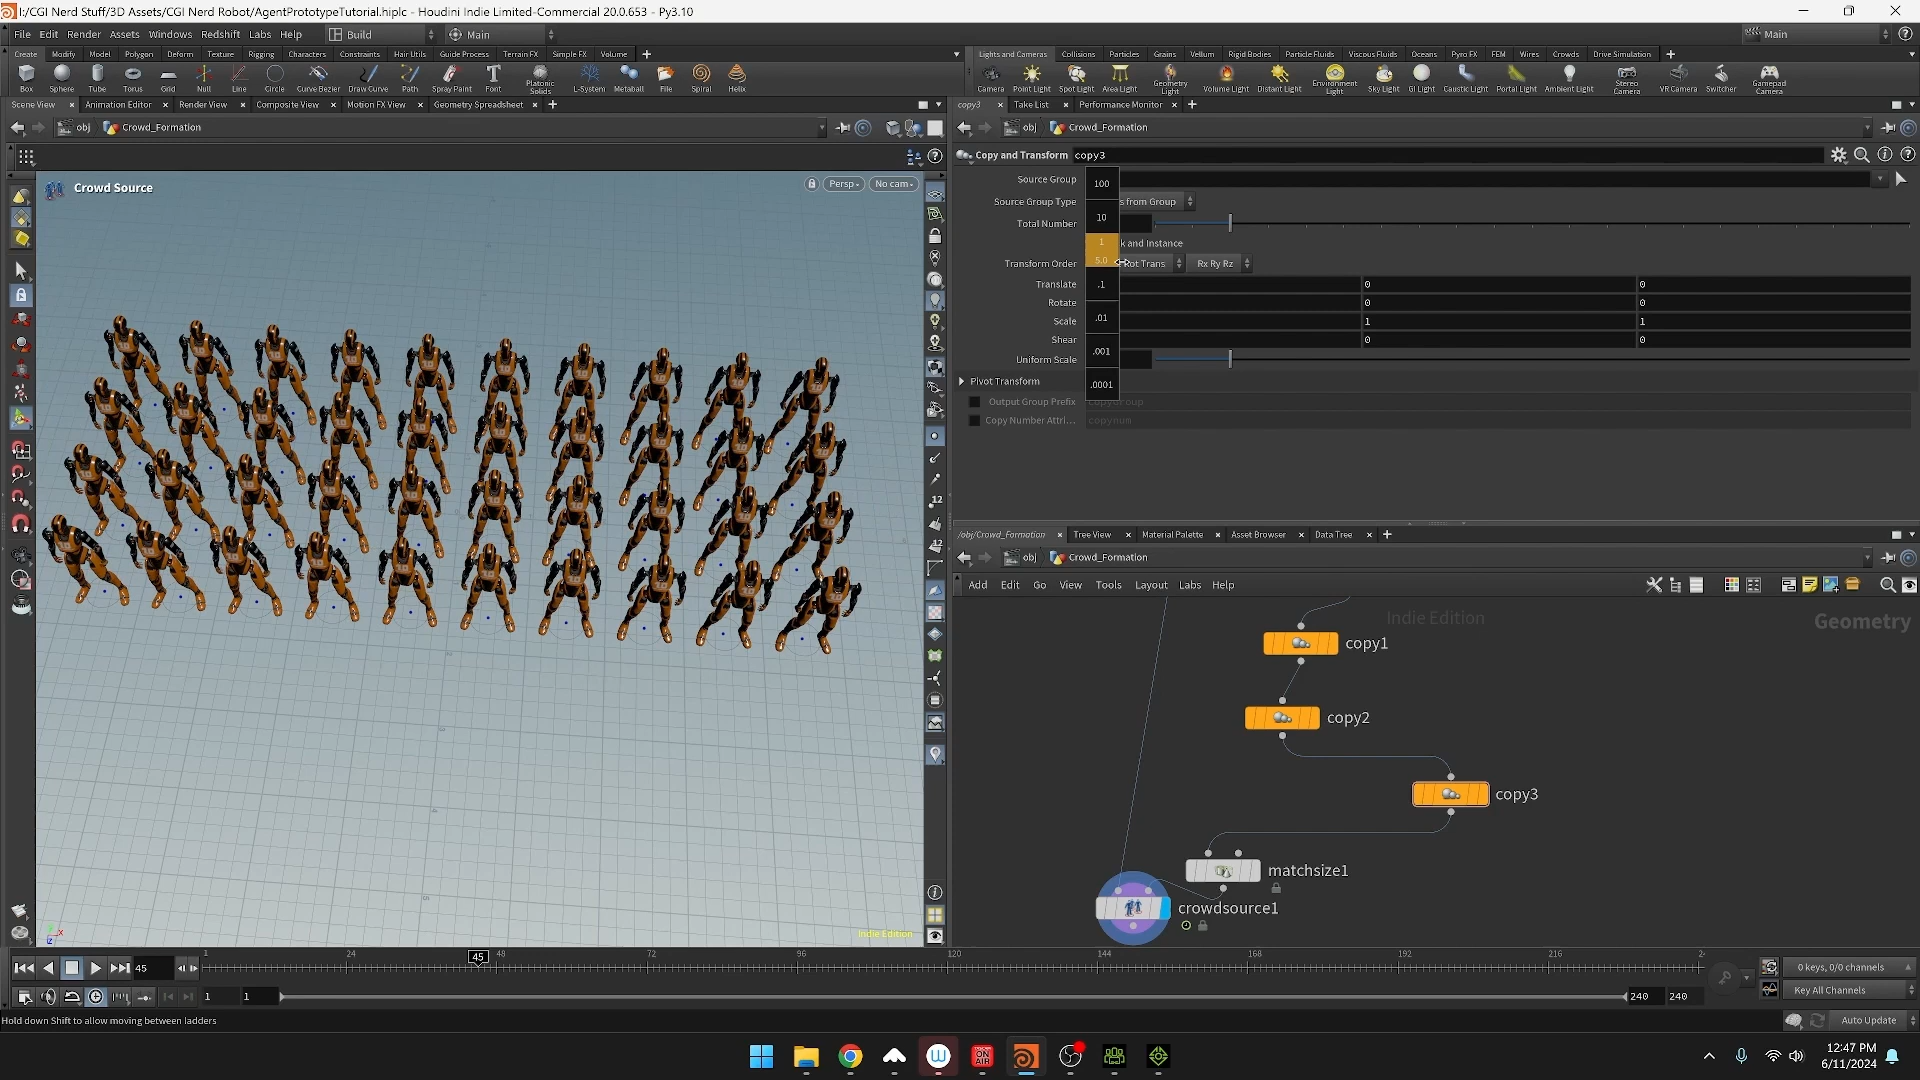 I:/CGI Nerd Stuff/3D Assets/CGI Nerd Robot/AgentPrototypeTutorial.hiplc - Houdini Indie Limited-Commercial 20.0.653 - Py3.10
File Edit Render Assets Windows Redshift Labs Help Build Main Main
Create Modify Model Polygon Deform Texture Rigging Characters Constraints Hair Utils Guide Process Terrain FX Simple FX Volume
Lights and Cameras Collisions Particles Grains Vellum Rigid Bodies Particle Fluids Viscous Fluids Oceans Pyro FX FEM Wires Crowds Drive Simulation
Box Sphere Tube Torus Grid Null Line Circle Curve Bezier Draw Curve Path Spray Paint Font Platonic Solids L-System Metaball File Spiral Helix
Camera Point Light Spot Light Area Light Geometry Light Volume Light Distant Light Environment Light Sky Light GI Light Caustic Light Portal Light Ambient Light Stereo Camera VR Camera Switcher Gamepad Camera
Scene View Animation Editor Render View Composite View Motion FX View Geometry Spreadsheet
copy3 Take List Performance Monitor
obj Crowd_Formation
obj Crowd_Formation
Copy and Transform copy3
Crowd Source Persp No cam
Source Group
Source Group Type s from Group
Total Number
k and Instance
Transform Order Rot Trans Rx Ry Rz
Translate 0 0
Rotate 0 0
Scale 1 1
Shear 0 0
Uniform Scale
Pivot Transform
Output Group Prefix copyGroup
Copy Number Attri... copynum
100
10
1
5.0
.1
.01
.001
.0001
/obj/Crowd_Formation Tree View Material Palette Asset Browser Data Tree
obj Crowd_Formation
Add Edit Go View Tools Layout Labs Help
Indie Edition
Geometry
copy1
copy2
copy3
matchsize1
crowdsource1
Indie Edition
45 1 24 45 48 72 96 120 144 168 192 216 2
0 keys, 0/0 channels
1 1 240 240 Key All Channels
Hold down Shift to allow moving between ladders
Auto Update
ON AIR
12:47 PM
6/11/2024